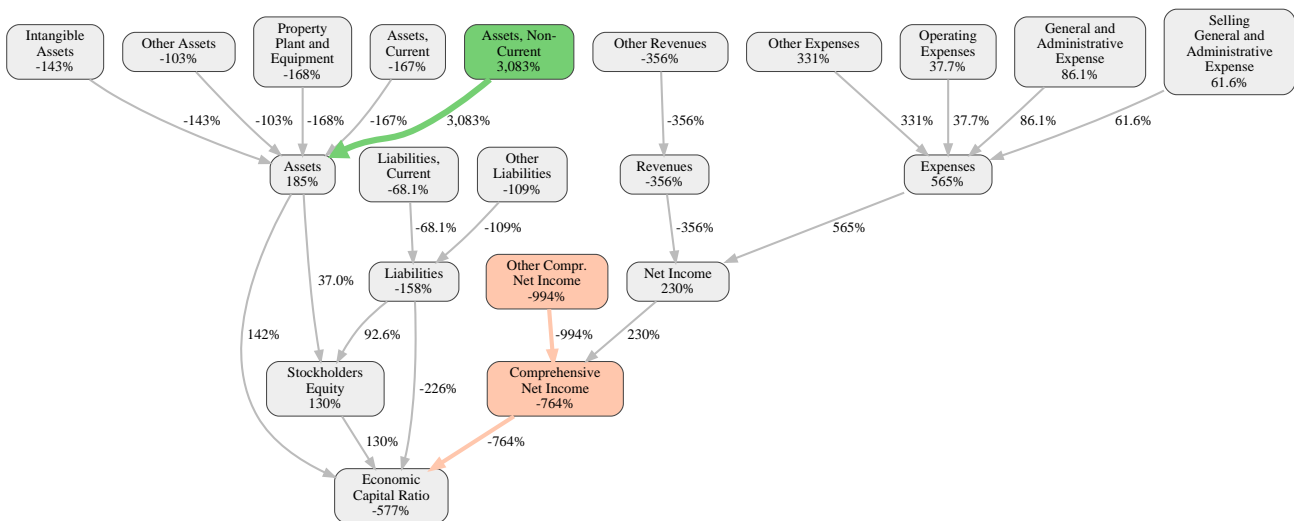 Intangible
Assets
-143%
Other Assets
-103%
Property
Plant and
Equipment
-168%
Assets,
Current
-167%
Assets, Non-
Current
3,083%
Other Revenues
-356%
Other Expenses
331%
Operating
Expenses
37.7%
General and
Administrative
Expense
86.1%
Selling
General and
Administrative
Expense
61.6%
-143%
-103%
-168%
-167%
3,083%
-356%
331%
37.7%
86.1%
61.6%
Assets
185%
Liabilities,
Current
-68.1%
Other
Liabilities
-109%
Revenues
-356%
Expenses
565%
-68.1%
-109%
-356%
565%
37.0%
Liabilities
-158%
Other Compr.
Net Income
-994%
Net Income
230%
142%
92.6%
-994%
230%
Stockholders
Equity
130%
-226%
Comprehensive
Net Income
-764%
130%
-764%
Economic
Capital Ratio
-577%